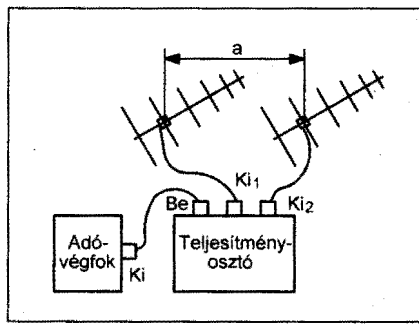 a
Ki₁
Be
Ki₂
Adó-
végfok
Ki
Teljesítmény-
osztó